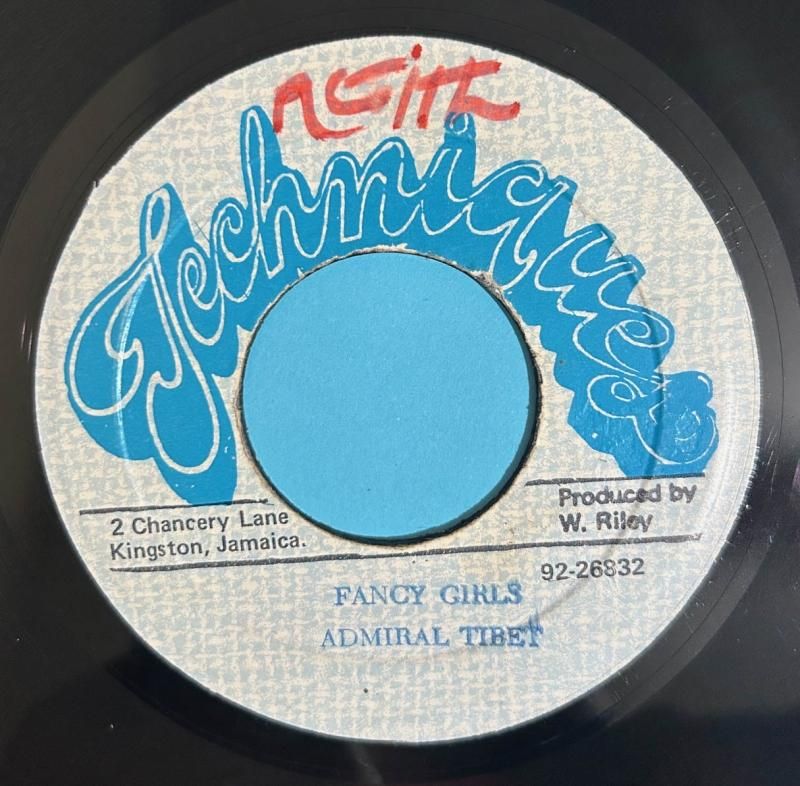 Techniques
2 Chancery Lane
Kingston, Jamaica.
Produced by
W. Riley
92-26832
FANCY GIRLS
ADMIRAL TIBET